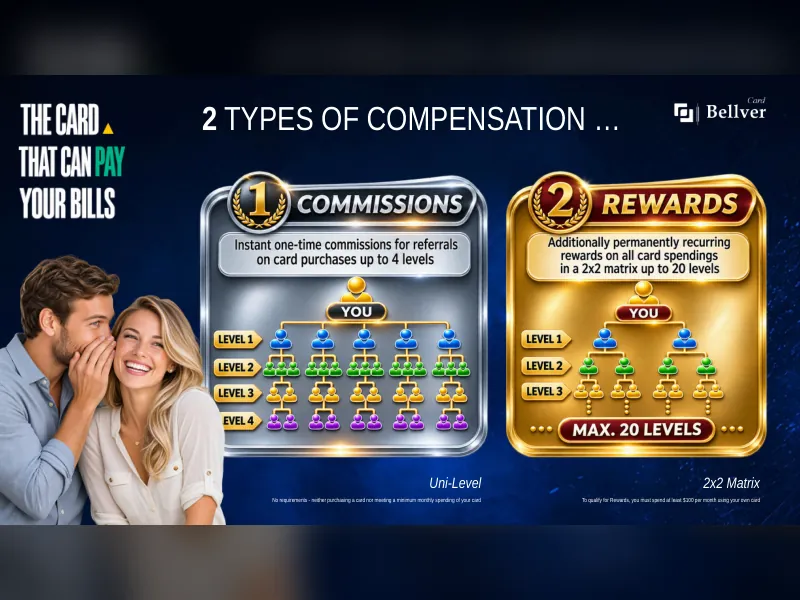 THE CARD
THAT CAN PAY
YOUR BILLS
2 TYPES OF COMPENSATION …
Card
Bellver
1 COMMISSIONS
Instant one-time commissions for referrals
on card purchases up to 4 levels
YOU
LEVEL 1
LEVEL 2
LEVEL 3
EVEL 4
Uni-Level
No requirements - neither purchasing a card nor meeting a minimum monthly spending of your card.
2 REWARDS
Additionally permanently recurring
rewards on all card spendings
in a 2x2 matrix up to 20 levels
YOU
LEVEL 1
LEVEL 2
LEVEL 3
MAX. 20 LEVELS
2x2 Matrix
To qualify for Rewards, you must spend at least $100 per month using your own card